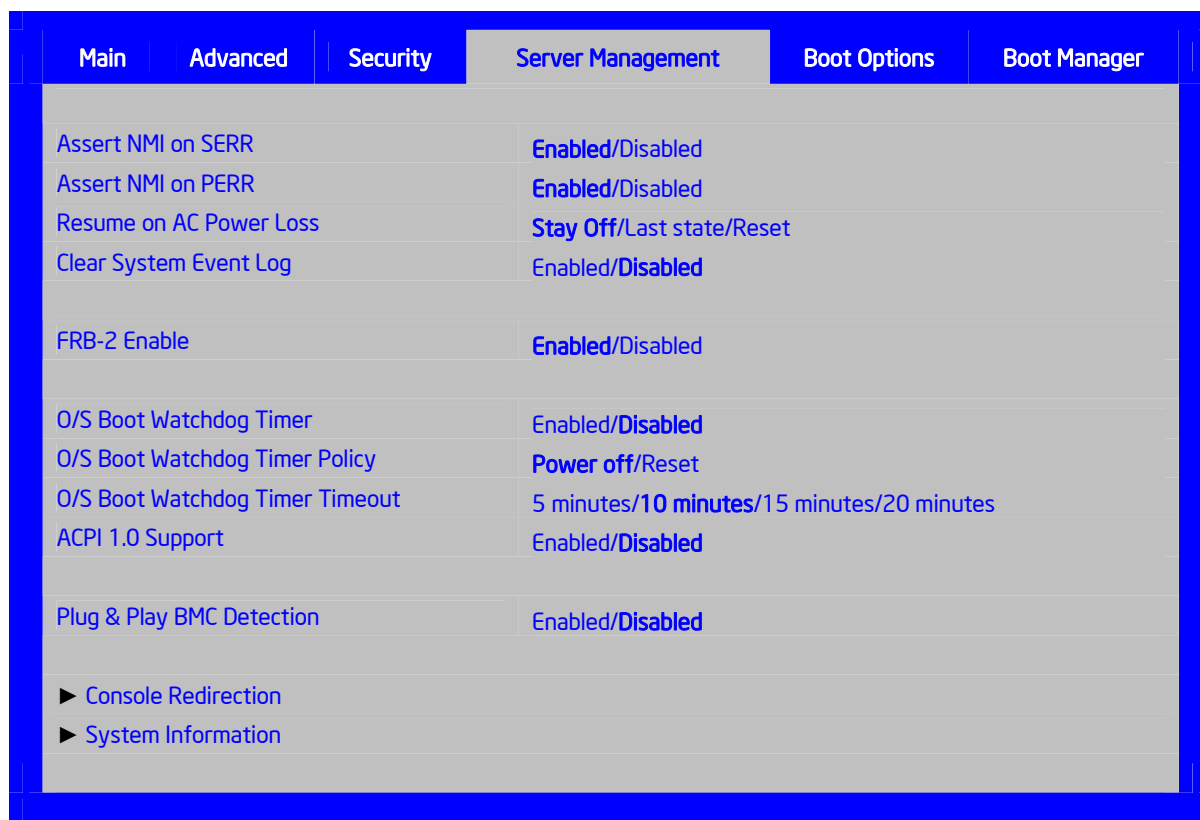 Main Advanced Security Server Management Boot Options Boot Manager
Assert NMI on SERR Enabled/Disabled
Assert NMI on PERR Enabled/Disabled
Resume on AC Power Loss Stay Off/Last state/Reset
Clear System Event Log Enabled/Disabled
FRB-2 Enable Enabled/Disabled
O/S Boot Watchdog Timer Enabled/Disabled
O/S Boot Watchdog Timer Policy Power off/Reset
O/S Boot Watchdog Timer Timeout 5 minutes/10 minutes/15 minutes/20 minutes
ACPI 1.0 Support Enabled/Disabled
Plug & Play BMC Detection Enabled/Disabled
► Console Redirection
► System Information